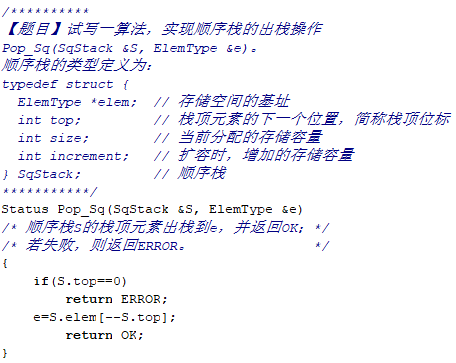 /**********
【题目】试写一算法，实现顺序栈的出栈操作
Pop_Sq(SqStack &S, ElemType &e)。
顺序栈的类型定义为：
typedef struct {
  ElemType *elem;  // 存储空间的基址
  int top;         // 栈顶元素的下一个位置，简称栈顶位标
  int size;        // 当前分配的存储容量
  int increment;   // 扩容时，增加的存储容量
} SqStack;         // 顺序栈
***********/
Status Pop_Sq(SqStack &S, ElemType &e)
/* 顺序栈S的栈顶元素出栈到e，并返回OK；*/
/* 若失败，则返回ERROR。                */
{
    if(S.top==0)
        return ERROR;
    e=S.elem[--S.top];
        return OK;
}